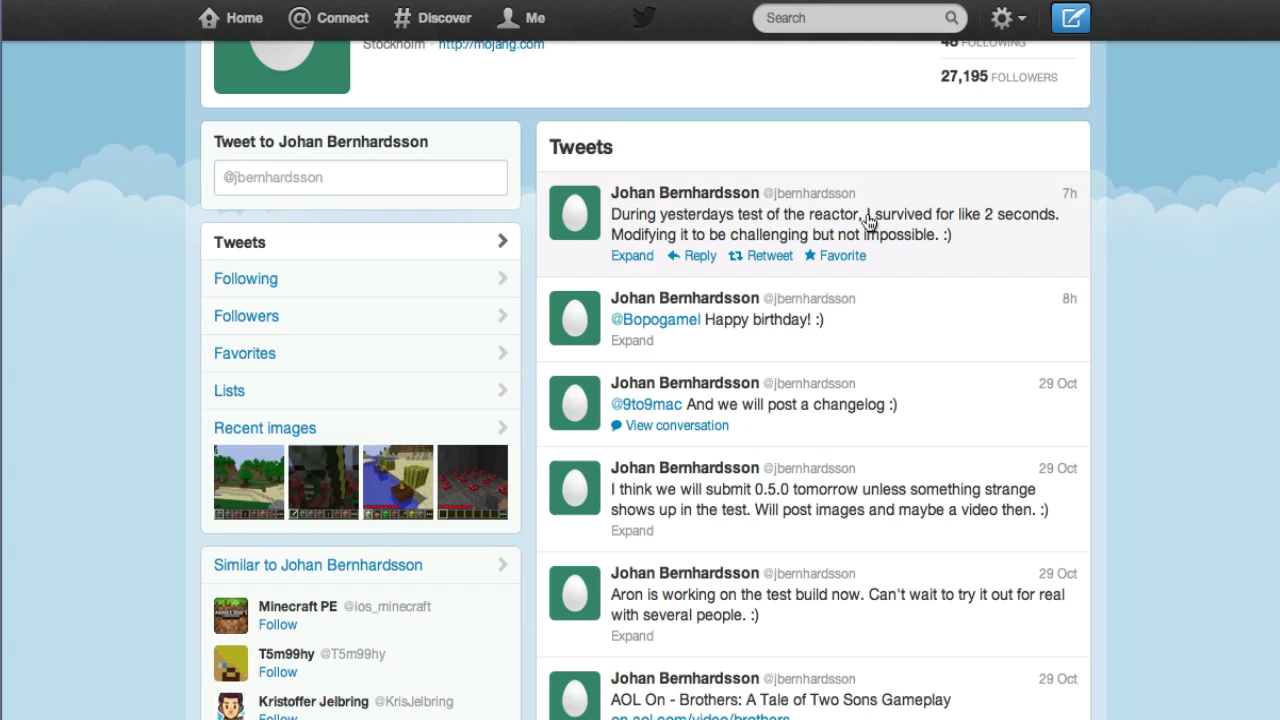 Home
Connect
Discover
Me
Search
Stockholm · http://mojang.com
48 FOLLOWING
27,195 FOLLOWERS
Tweet to Johan Bernhardsson
@jbernhardsson
Tweets
Following
Followers
Favorites
Lists
Recent images
Similar to Johan Bernhardsson
Minecraft PE @ios_minecraft
Follow
T5m99hy @T5m99hy
Follow
Kristoffer Jelbring @KrisJelbring
Follow
Tweets
Johan Bernhardsson @jbernhardsson 7h
During yesterdays test of the reactor, I survived for like 2 seconds.
Modifying it to be challenging but not impossible. :)
Expand Reply Retweet Favorite
Johan Bernhardsson @jbernhardsson 8h
@Bopogamel Happy birthday! :)
Expand
Johan Bernhardsson @jbernhardsson 29 Oct
@9to9mac And we will post a changelog :)
View conversation
Johan Bernhardsson @jbernhardsson 29 Oct
I think we will submit 0.5.0 tomorrow unless something strange
shows up in the test. Will post images and maybe a video then. :)
Expand
Johan Bernhardsson @jbernhardsson 29 Oct
Aron is working on the test build now. Can't wait to try it out for real
with several people. :)
Expand
Johan Bernhardsson @jbernhardsson 29 Oct
AOL On - Brothers: A Tale of Two Sons Gameplay
on.aol.com/video/brothers